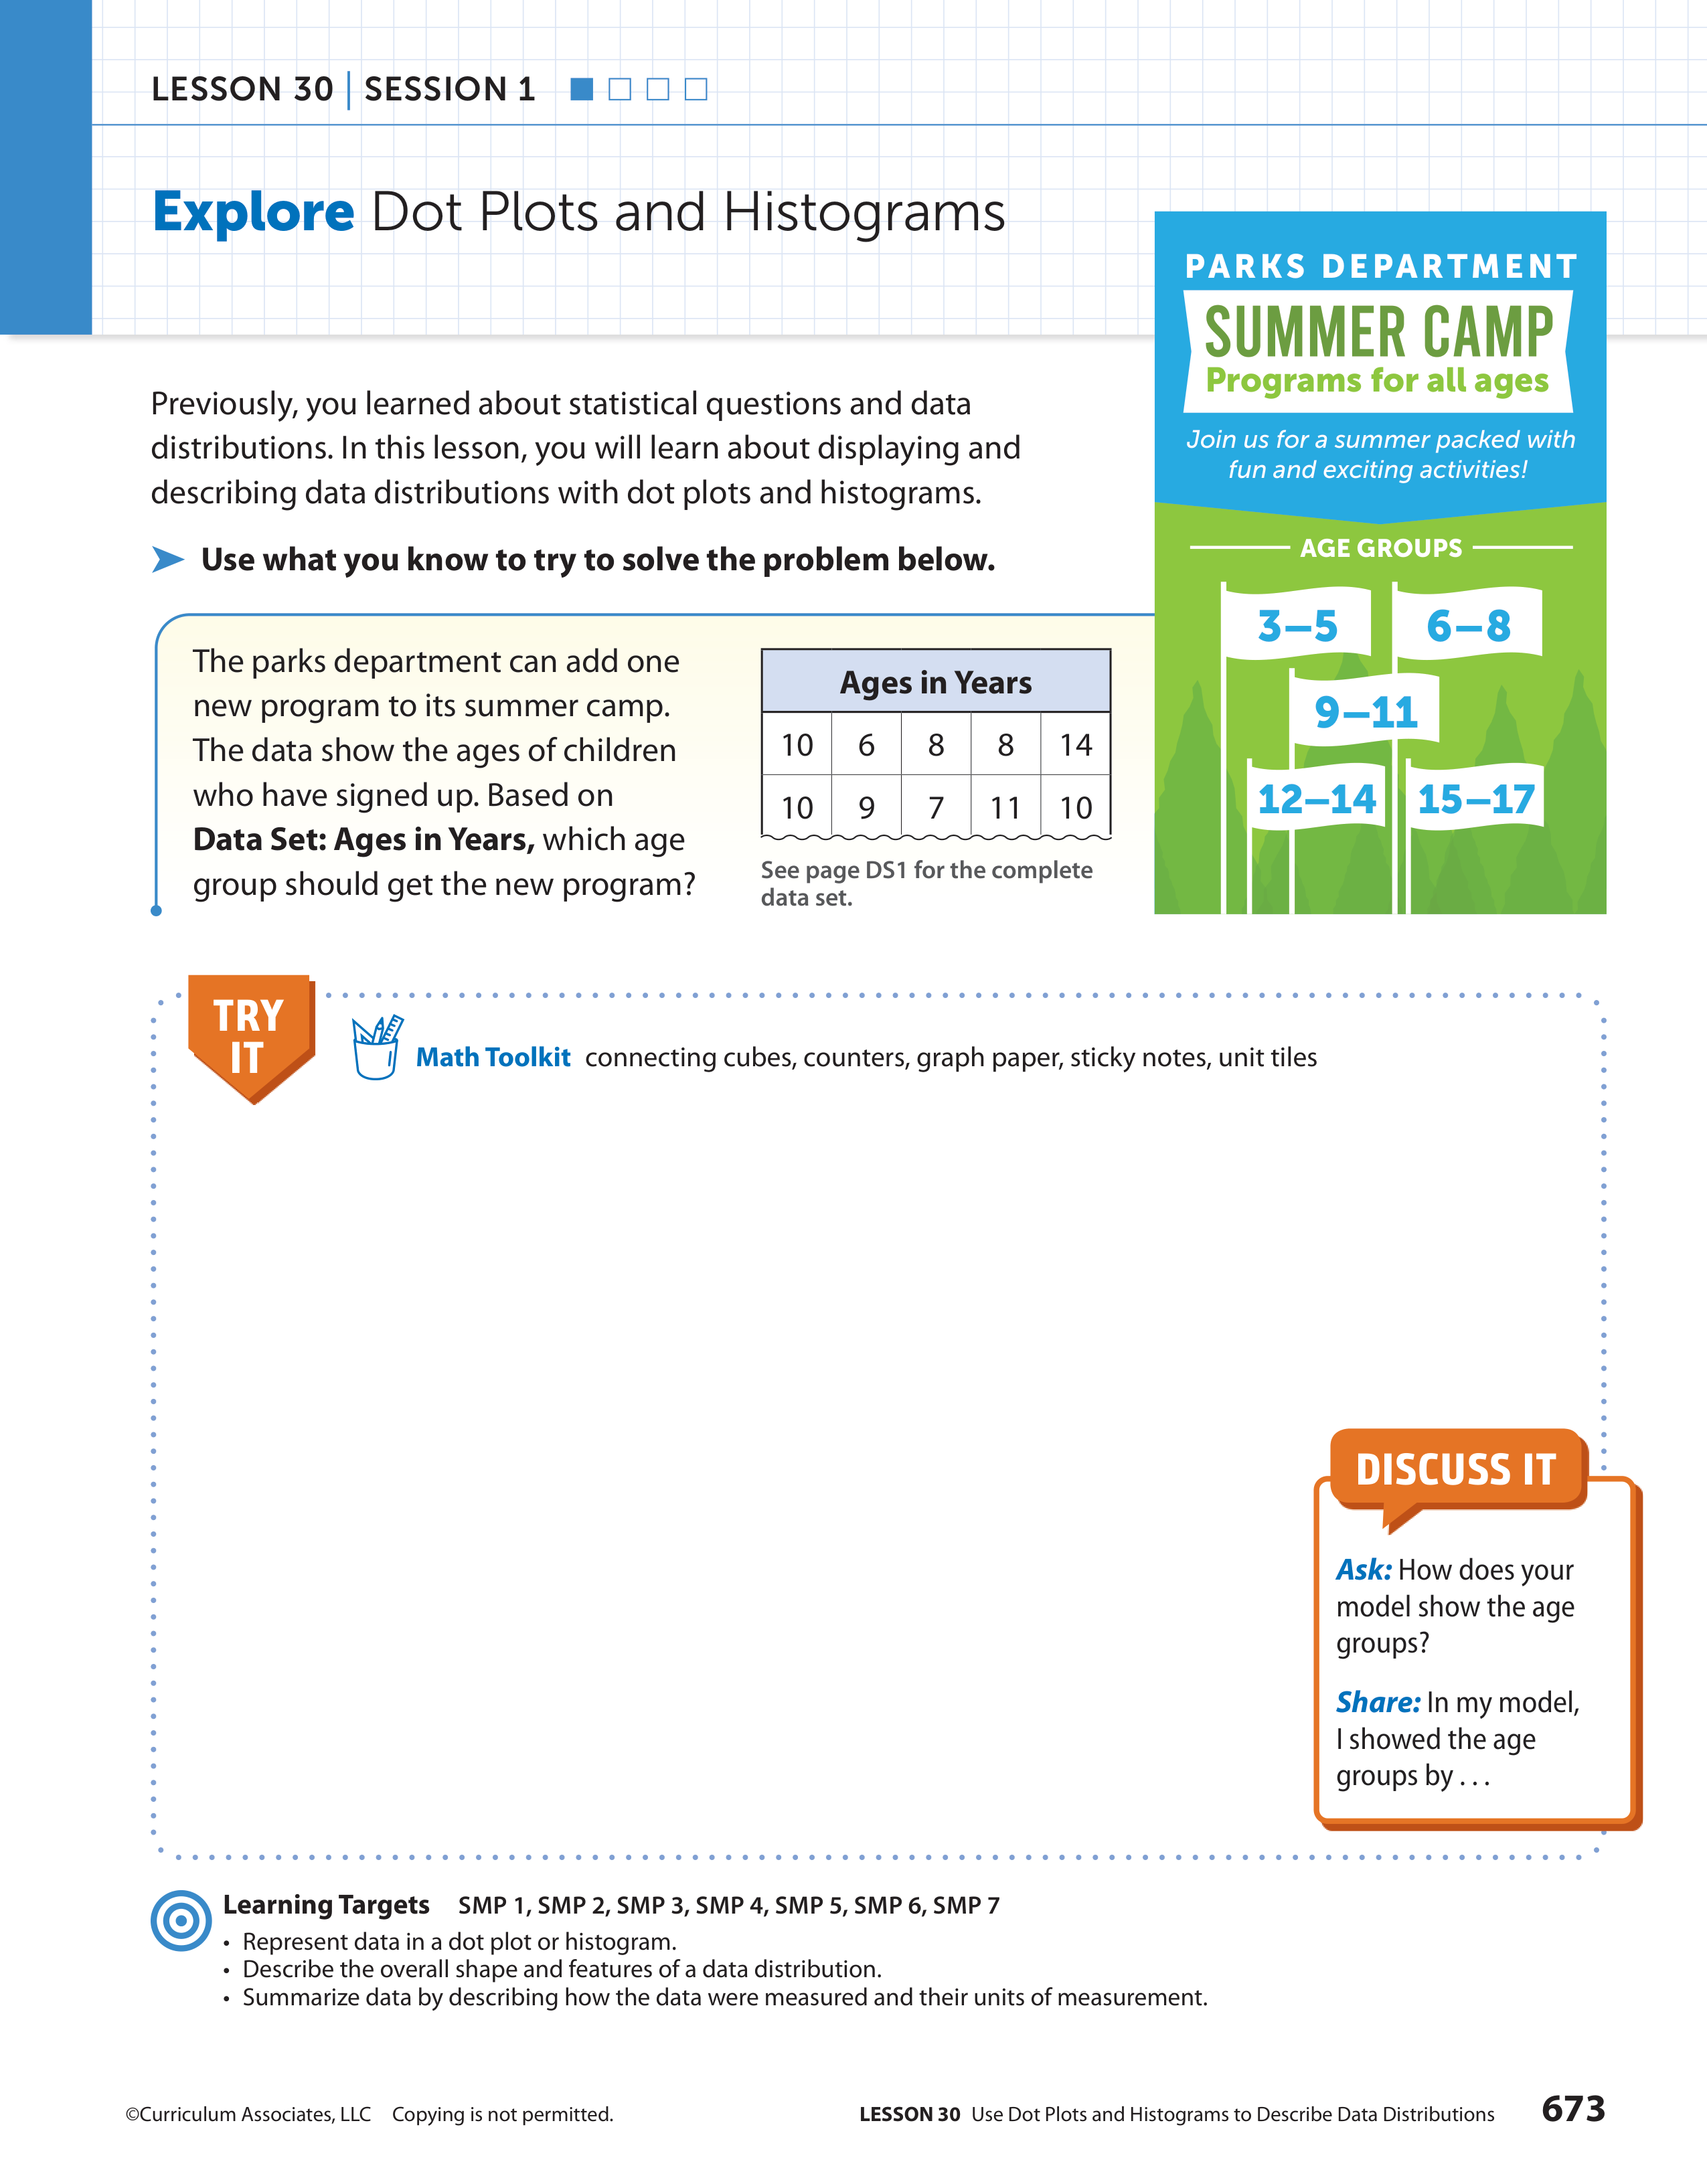 LESSON 30 | SESSION 1
Explore Dot Plots and Histograms
PARKS DEPARTMENT
SUMMER CAMP
Programs for all ages
Join us for a summer packed with
fun and exciting activities!
AGE GROUPS
3–5
6–8
9–11
12–14
15–17
Previously, you learned about statistical questions and data
distributions. In this lesson, you will learn about displaying and
describing data distributions with dot plots and histograms.
Use what you know to try to solve the problem below.
The parks department can add one
new program to its summer camp.
The data show the ages of children
who have signed up. Based on
Data Set: Ages in Years, which age
group should get the new program?
Ages in Years
10 6 8 8 14
10 9 7 11 10
See page DS1 for the complete
data set.
TRY
IT
Math Toolkit connecting cubes, counters, graph paper, sticky notes, unit tiles
DISCUSS IT
Ask: How does your
model show the age
groups?
Share: In my model,
I showed the age
groups by . . .
Learning Targets SMP 1, SMP 2, SMP 3, SMP 4, SMP 5, SMP 6, SMP 7
• Represent data in a dot plot or histogram.
• Describe the overall shape and features of a data distribution.
• Summarize data by describing how the data were measured and their units of measurement.
©Curriculum Associates, LLC Copying is not permitted.
LESSON 30 Use Dot Plots and Histograms to Describe Data Distributions 673